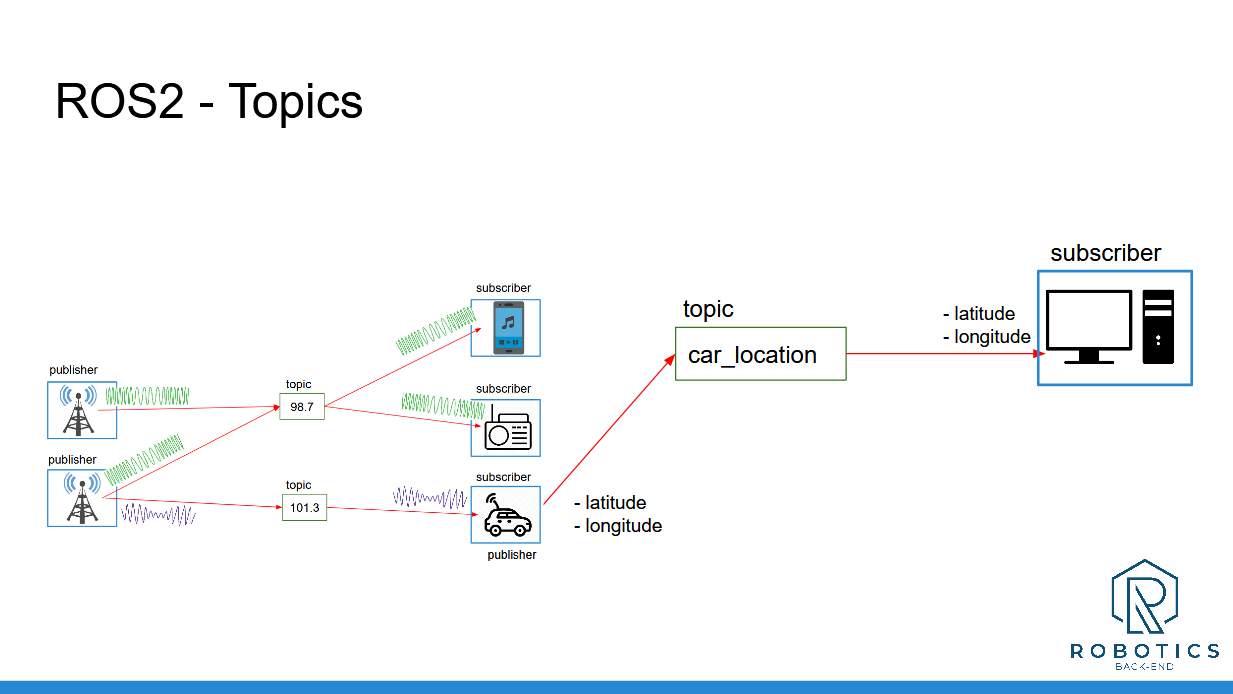 ROS2 - Topics
publisher
publisher
topic
98.7
topic
101.3
subscriber
subscriber
subscriber
publisher
- latitude
- longitude
topic
car_location
- latitude
- longitude
subscriber
ROBOTICS
BACK-END